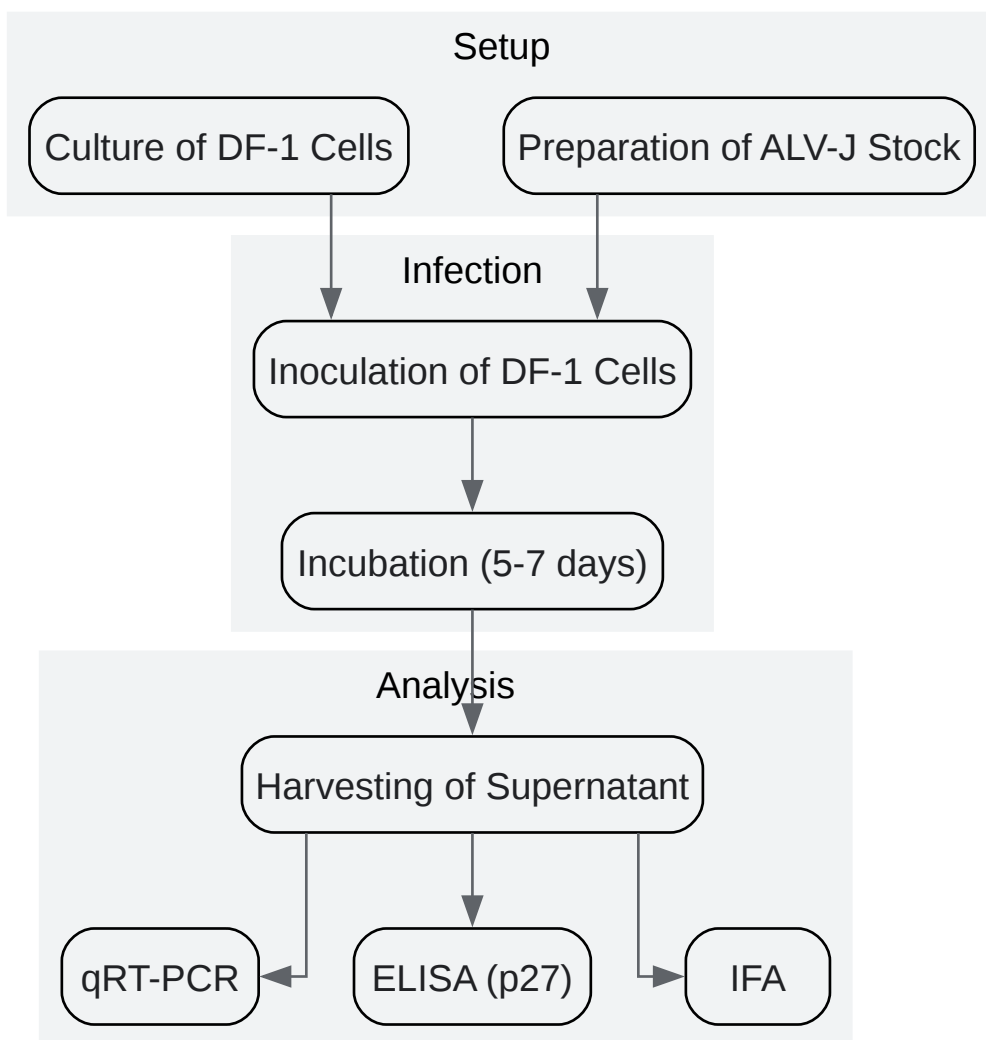 Setup
Culture of DF-1 Cells
Preparation of ALV-J Stock
Infection
Inoculation of DF-1 Cells
Incubation (5-7 days)
Analysis
Harvesting of Supernatant
qRT-PCR
ELISA (p27)
IFA